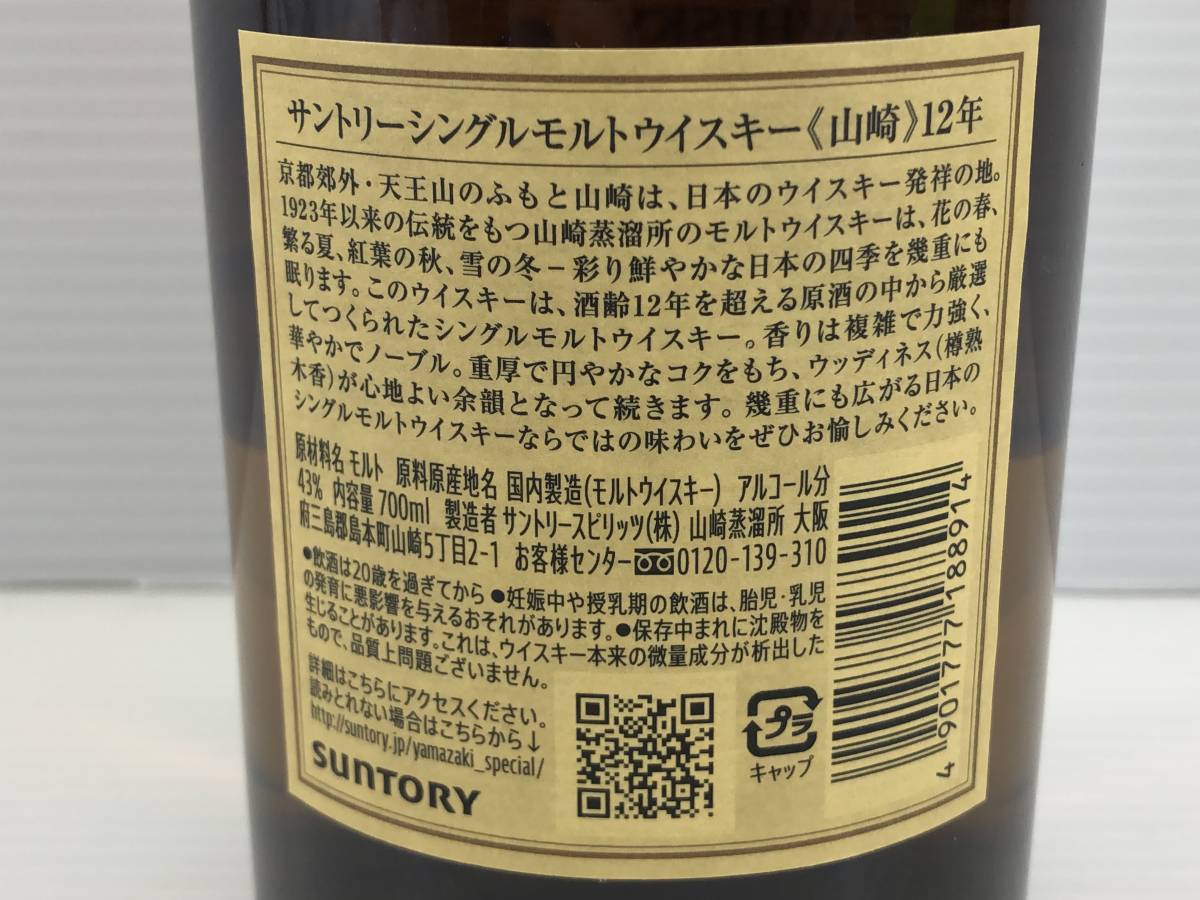 サントリーシングルモルトウイスキー《山崎》12年
京都郊外・天王山のふもと山崎は、日本のウイスキー発祥の地。
1923年以来の伝統をもつ山崎蒸溜所のモルトウイスキーは、花の春、
繁る夏、紅葉の秋、雪の冬－彩り鮮やかな日本の四季を幾重にも
眠ります。このウイスキーは、酒齢12年を超える原酒の中から厳選
してつくられたシングルモルトウイスキー。香りは複雑で力強く、
華やかでノーブル。重厚で円やかなコクをもち、ウッディネス(樽熟
木香)が心地よい余韻となって続きます。幾重にも広がる日本の
シングルモルトウイスキーならではの味わいをぜひお愉しみください。
原材料名 モルト 原料原産地名 国内製造(モルトウイスキー) アルコール分
43% 内容量700ml 製造者 サントリースピリッツ(株) 山崎蒸溜所 大阪
府三島郡島本町山崎5丁目2-1 お客様センター 0120-139-310
●飲酒は20歳を過ぎてから ●妊娠中や授乳期の飲酒は、胎児・乳児
の発育に悪影響を与えるおそれがあります。●保存中まれに沈殿物を
生じることがあります。これは、ウイスキー本来の微量成分が析出した
もので、品質上問題ございません。
詳細はこちらにアクセスください。
読みとれない場合はこちらから↓
http://suntory.jp/yamazaki_special/
SUNTORY
プラ
キャップ
4 901777 188914